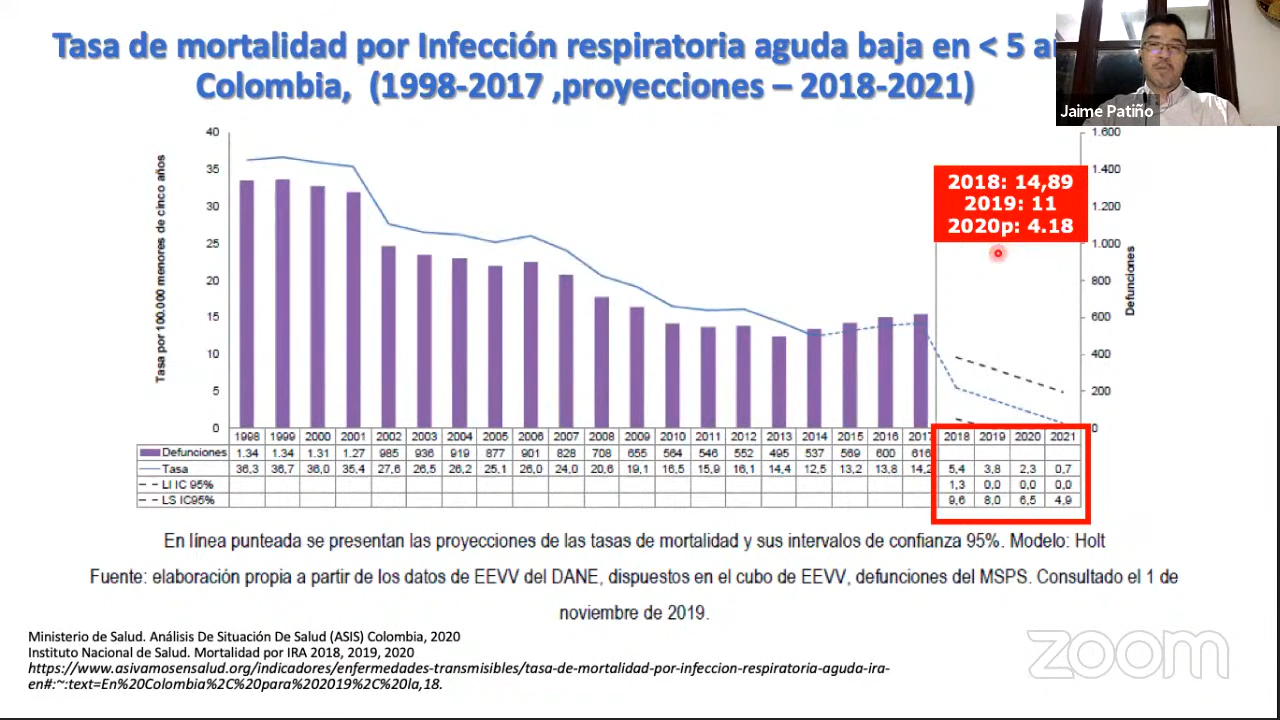 Tasa de mortalidad por Infección respiratoria aguda baja en < 5 a
Colombia, (1998-2017 ,proyecciones – 2018-2021)
Jaime Patiño
40
35
30
25
20
15
10
5
0
Tasa por 100.000 menores de cinco años
1.600
1.400
1.200
1.000
800
600
400
200
0
Defunciones
2018: 14,89
2019: 11
2020p: 4.18
1998 1999 2000 2001 2002 2003 2004 2005 2006 2007 2008 2009 2010 2011 2012 2013 2014 2015 2016 2017 2018 2019 2020 2021
Defunciones 1.34 1.34 1.31 1.27 985 936 919 877 901 828 708 655 564 546 552 495 537 569 600 616
Tasa 36,3 36,7 36,0 35,4 27,6 26,5 26,2 25,1 26,0 24,0 20,6 19,1 16,5 15,9 16,1 14,4 12,5 13,2 13,8 14,2 5,4 3,8 2,3 0,7
LI IC 95% 1,3 0,0 0,0 0,0
LS IC95% 9,6 8,0 6,5 4,9
En línea punteada se presentan las proyecciones de las tasas de mortalidad y sus intervalos de confianza 95%. Modelo: Holt
Fuente: elaboración propia a partir de los datos de EEVV del DANE, dispuestos en el cubo de EEVV, defunciones del MSPS. Consultado el 1 de
noviembre de 2019.
Ministerio de Salud. Análisis De Situación De Salud (ASIS) Colombia, 2020
Instituto Nacional de Salud. Mortalidad por IRA 2018, 2019, 2020
https://www.asivamosensalud.org/indicadores/enfermedades-transmisibles/tasa-de-mortalidad-por-infeccion-respiratoria-aguda-ira-
en#:~:text=En%20Colombia%2C%20para%202019%2C%20la,18.
zoom